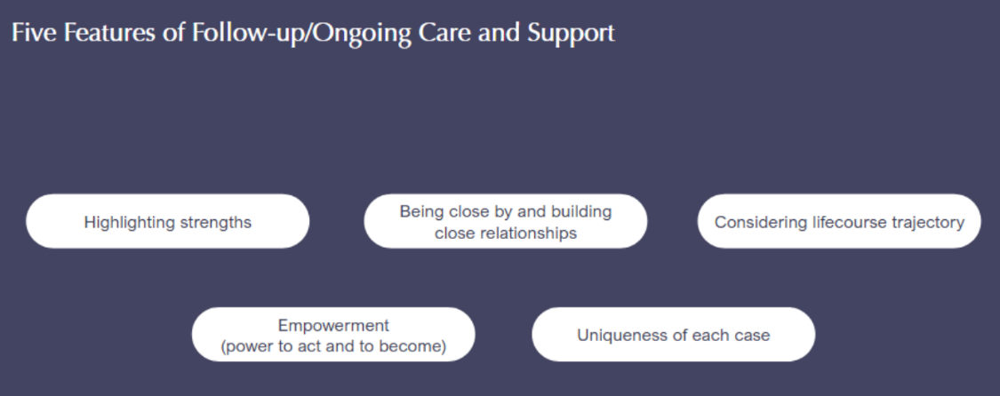 Five Features of Follow-up/Ongoing Care and Support
Highlighting strengths
Being close by and building
close relationships
Considering lifecourse trajectory
Empowerment
(power to act and to become)
Uniqueness of each case